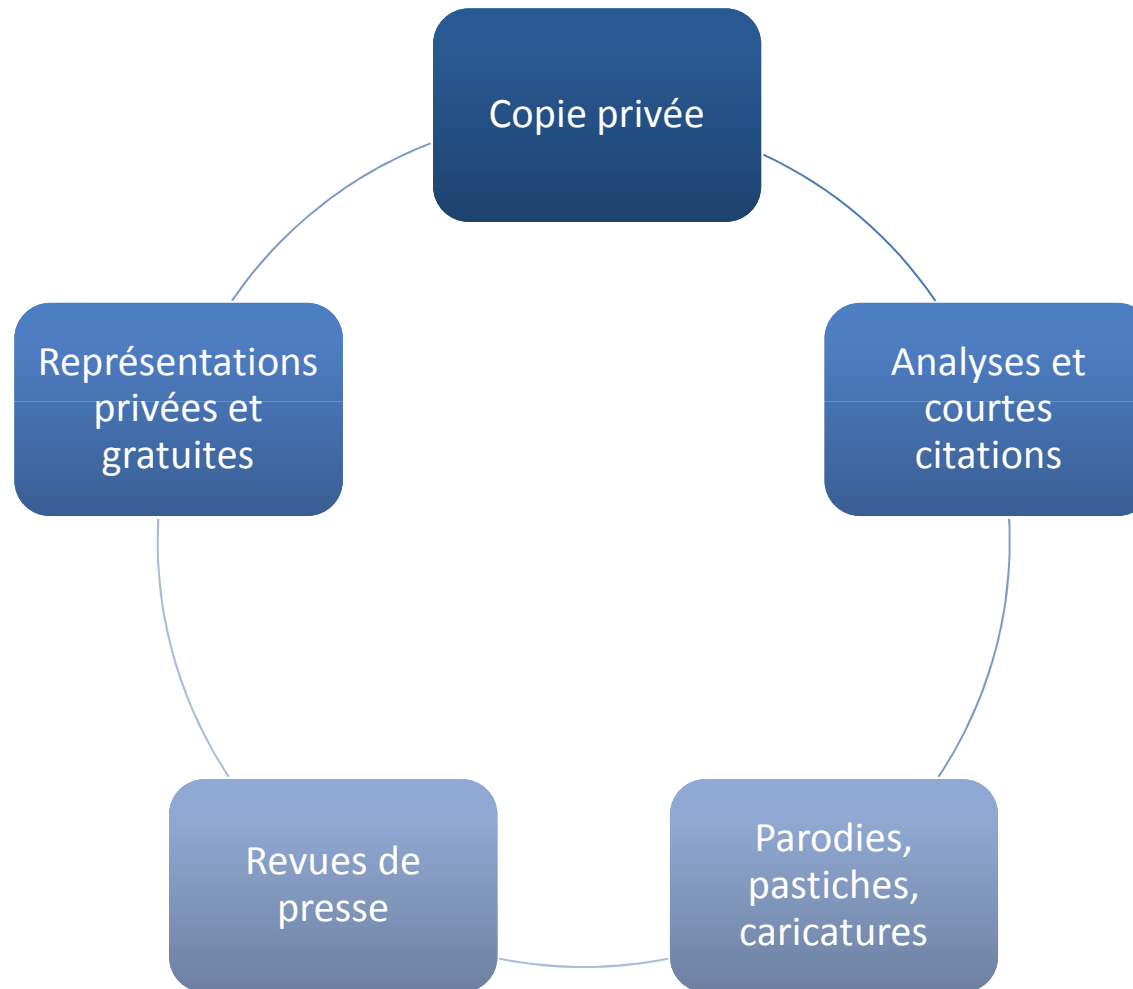 Copie privée
Représentations
privées et
gratuites
Analyses et
courtes
citations
Revues de
presse
Parodies,
pastiches,
caricatures